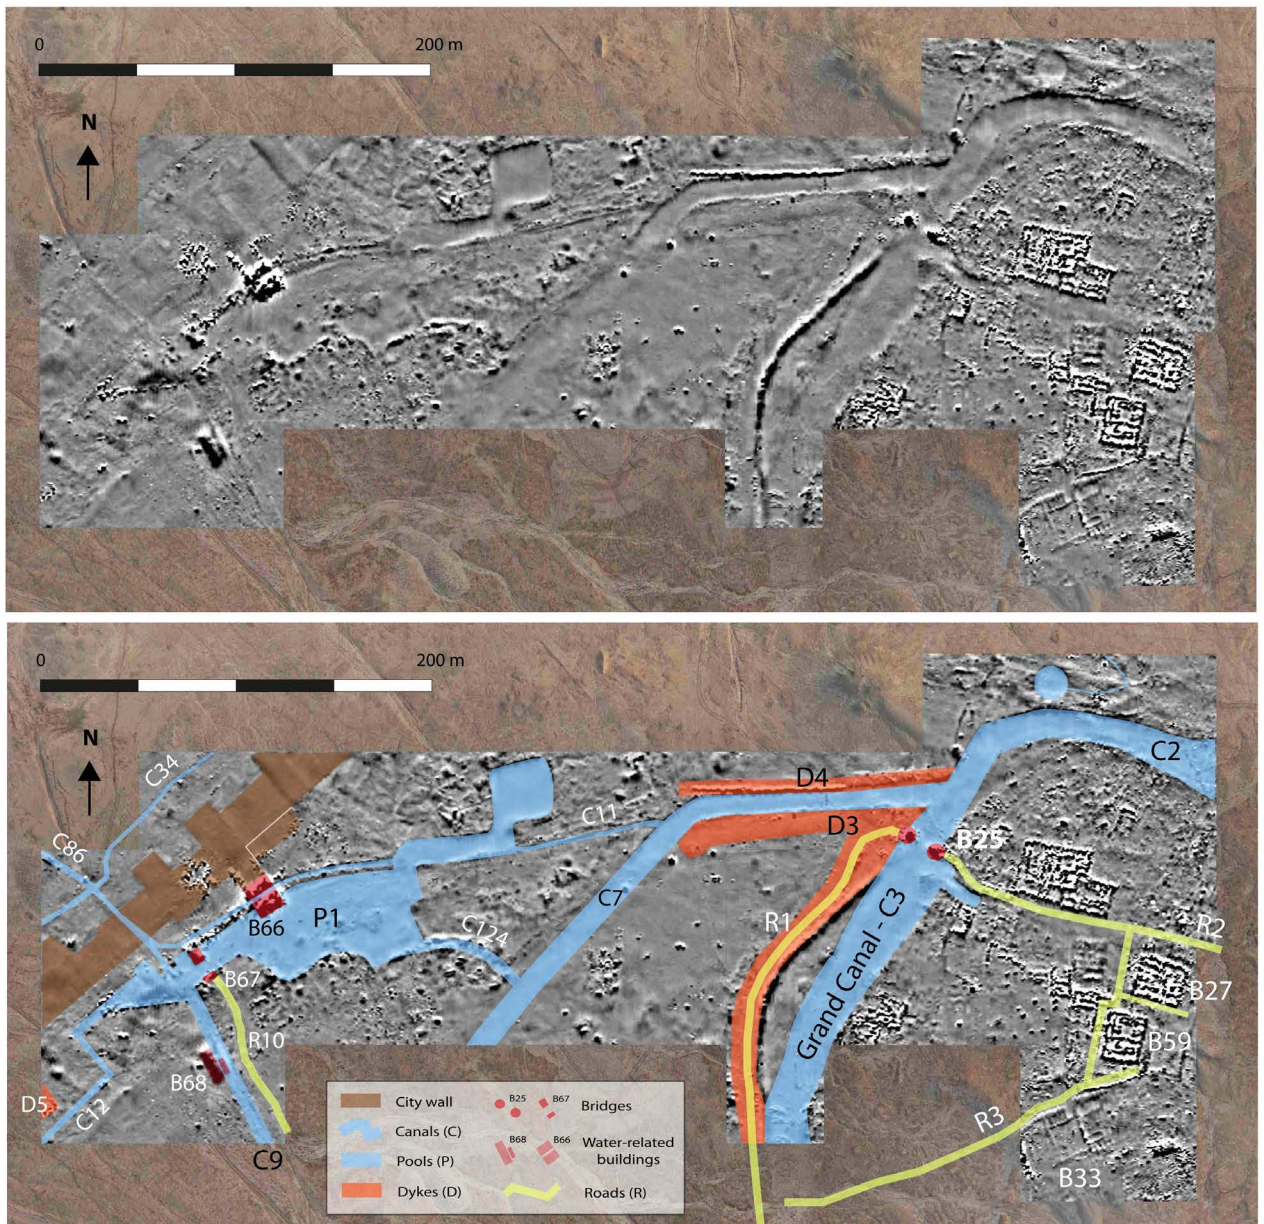 0 200 m
N
0 200 m
N
C34
C86
C2
D4
C11
D3
B25
C7
B66
P1
R1
C124
Grand Canal - C3
R2
B67
B27
R10
B59
B68
D5
C12
R3
C9
B33
City wall
Canals (C)
Pools (P)
Dykes (D)
B25 B67
Bridges
B68 B66
Water-related
buildings
Roads (R)